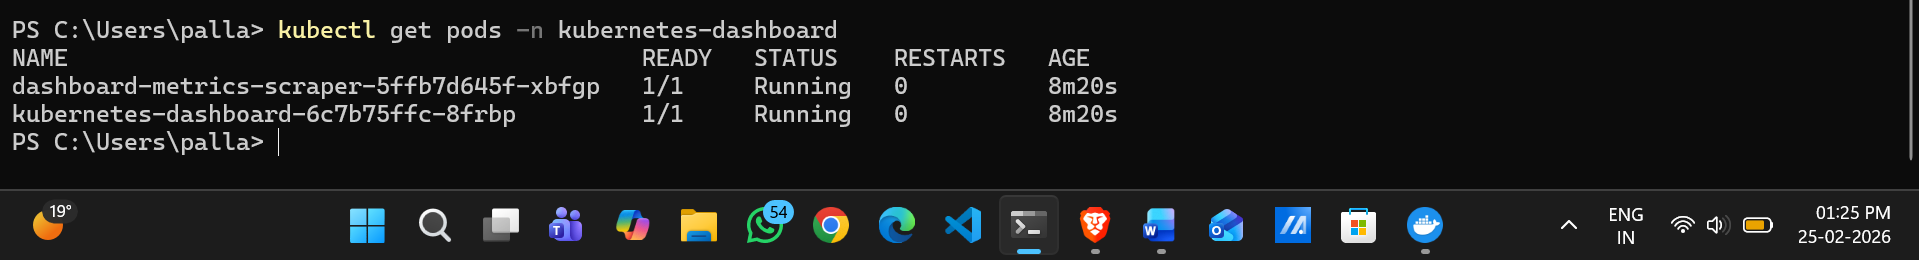 PS C:\Users\palla> kubectl get pods -n kubernetes-dashboard
NAME READY STATUS RESTARTS AGE
dashboard-metrics-scraper-5ffb7d645f-xbfgp 1/1 Running 0 8m20s
kubernetes-dashboard-6c7b75ffc-8frbp 1/1 Running 0 8m20s
PS C:\Users\palla>
19°
54
ENG
IN
01:25 PM
25-02-2026